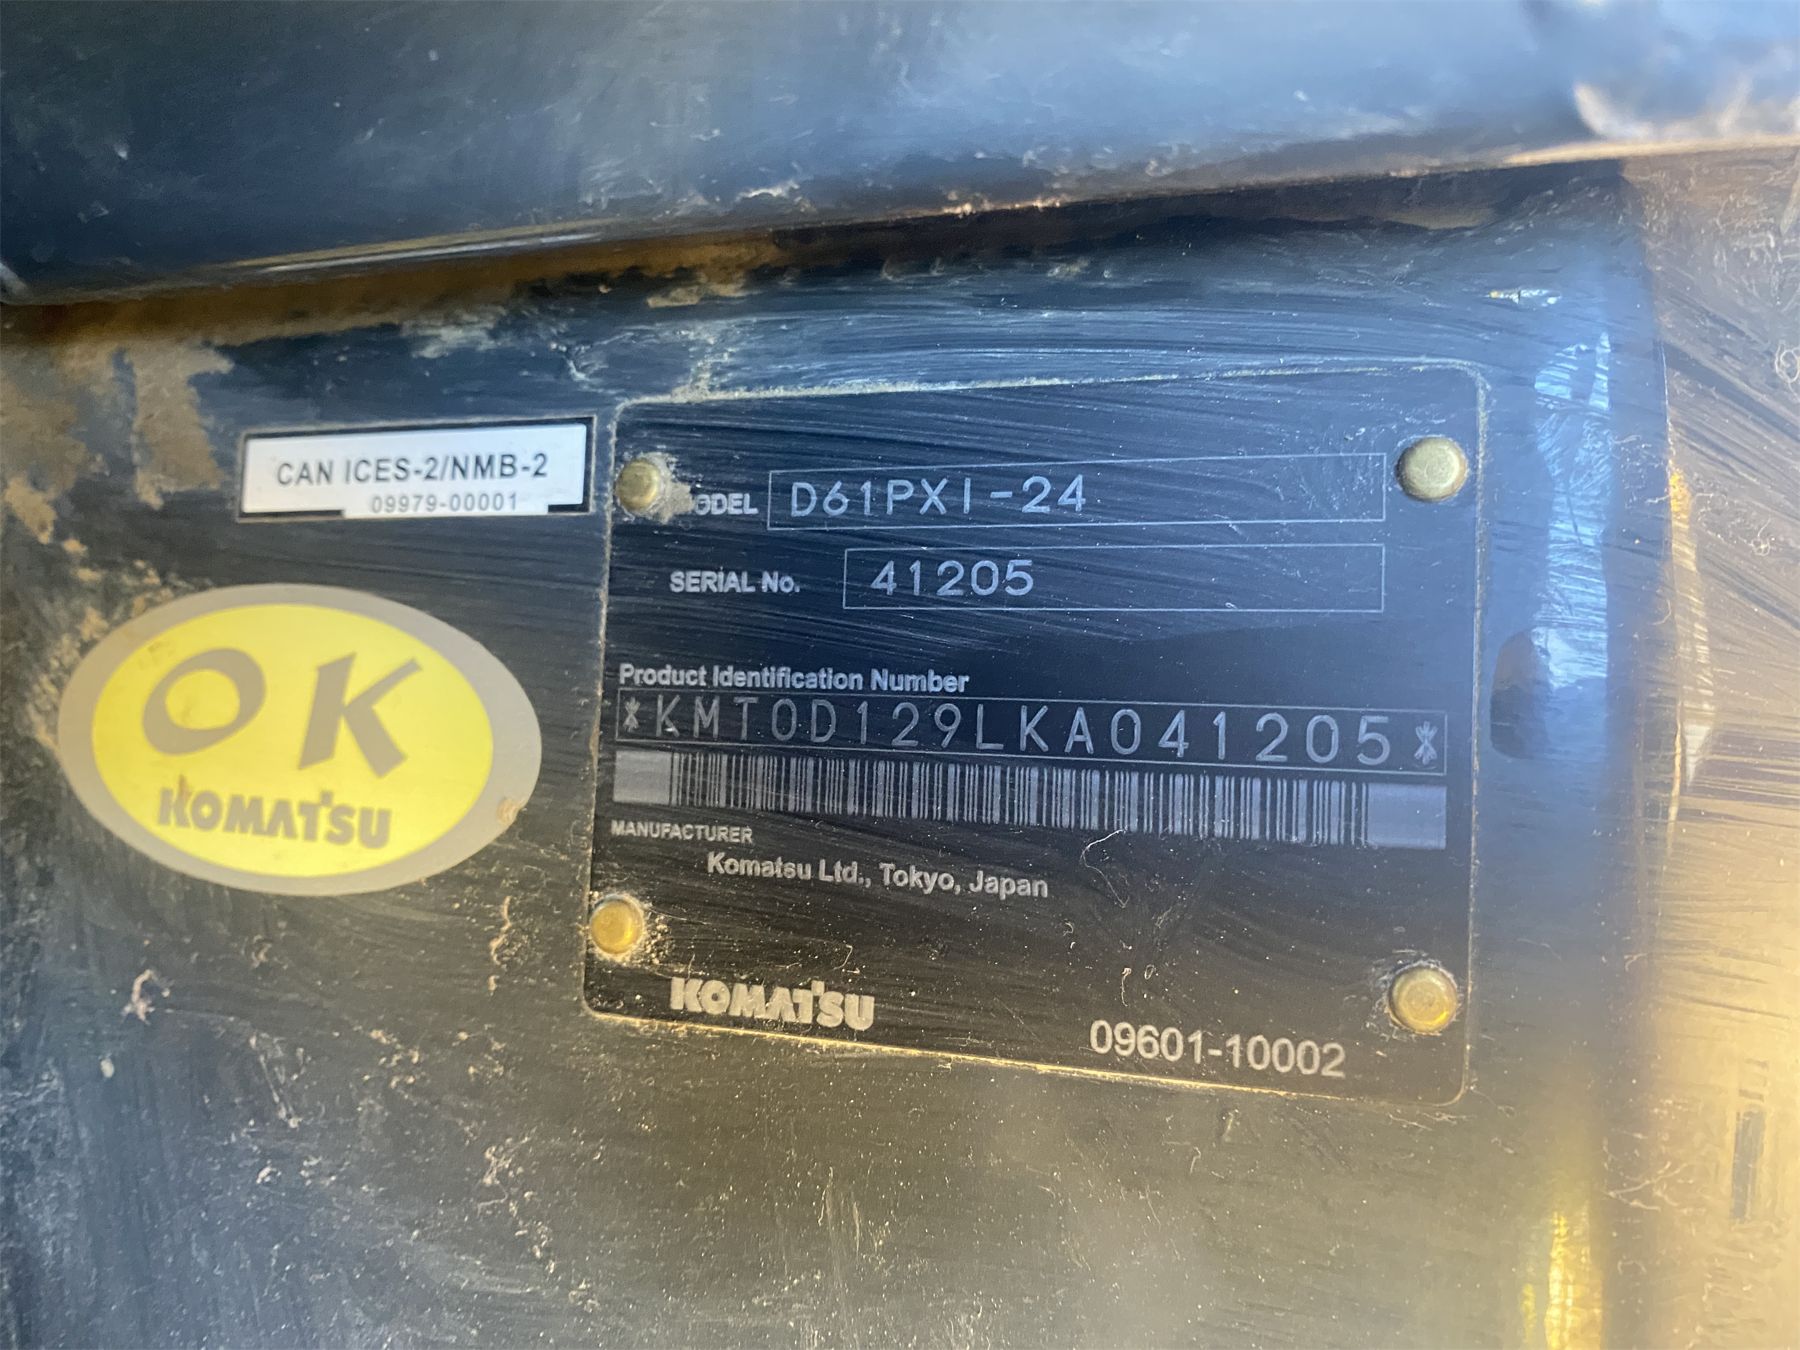 CAN ICES-2/NMB-2
09979-00001
OK
KOMATSU
MODEL D61PXI-24
SERIAL No. 41205
Product Identification Number
*KMT0D129LKA041205*
MANUFACTURER
Komatsu Ltd., Tokyo, Japan
KOMATSU
09601-10002